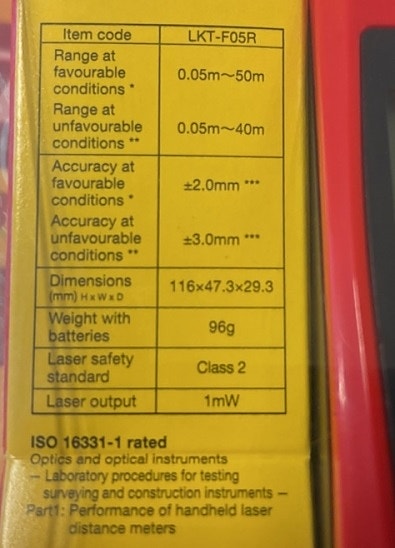 Item code LKT-F05R
Range at
favourable
conditions *
0.05m～50m
Range at
unfavourable
conditions **
0.05m～40m
Accuracy at
favourable
conditions *
±2.0mm ***
Accuracy at
unfavourable
conditions **
±3.0mm ***
Dimensions
(mm) H x W x D
116×47.3×29.3
Weight with
batteries
96g
Laser safety
standard
Class 2
Laser output 1mW
ISO 16331-1 rated
Optics and optical instruments
– Laboratory procedures for testing
surveying and construction instruments –
Part1: Performance of handheld laser
distance meters